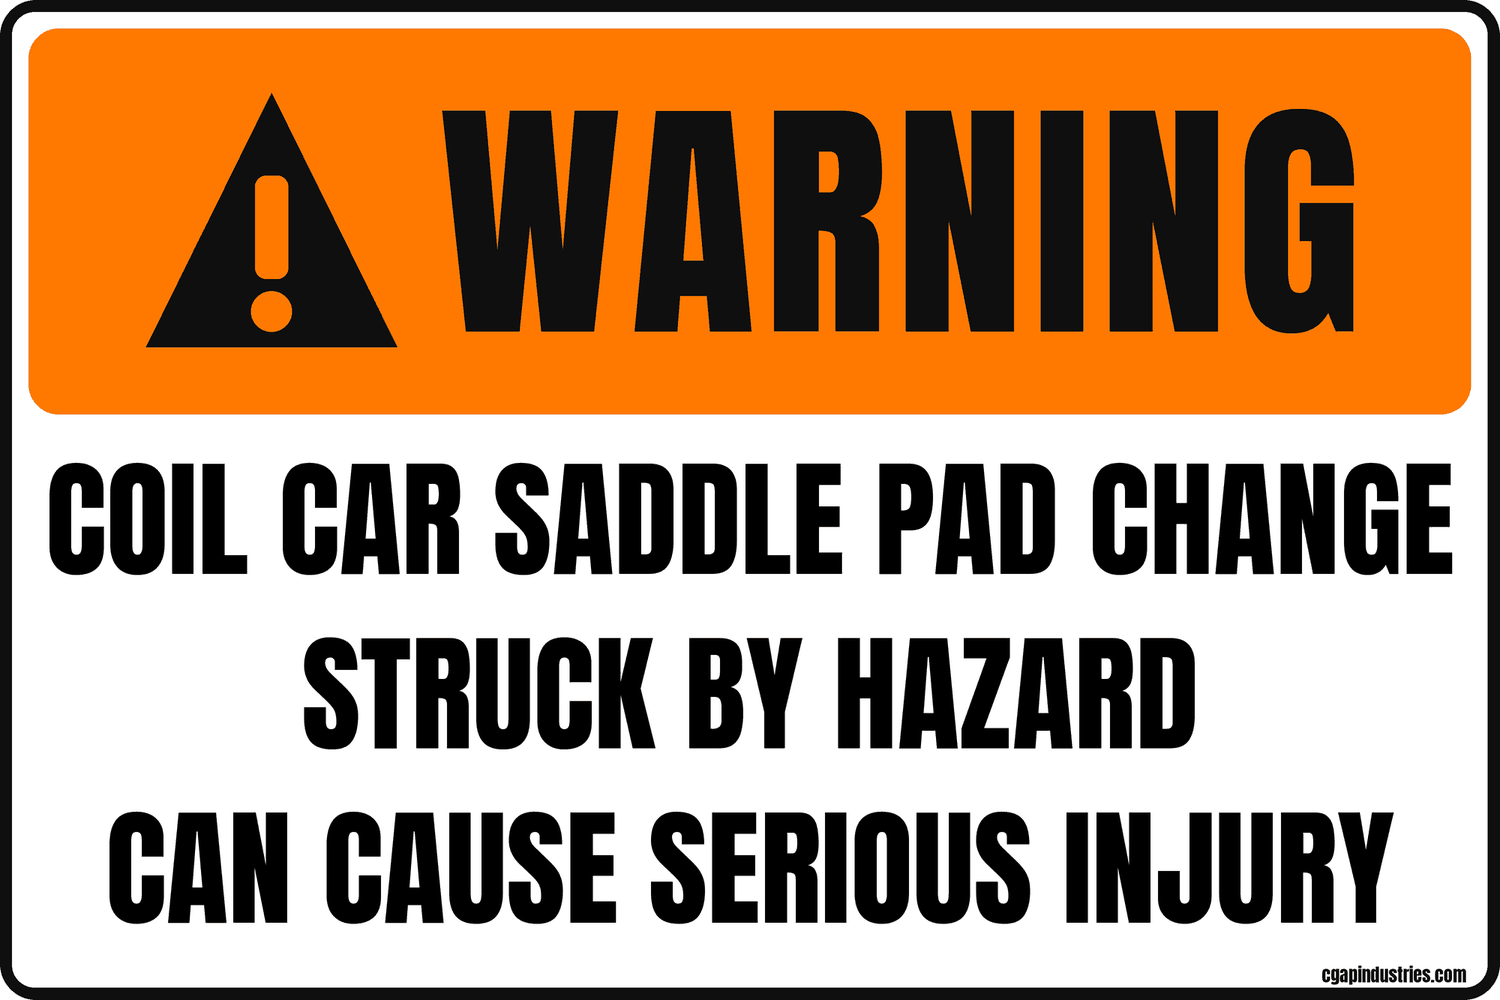 WARNING
COIL CAR SADDLE PAD CHANGE
STRUCK BY HAZARD
CAN CAUSE SERIOUS INJURY
cgapindustries.com